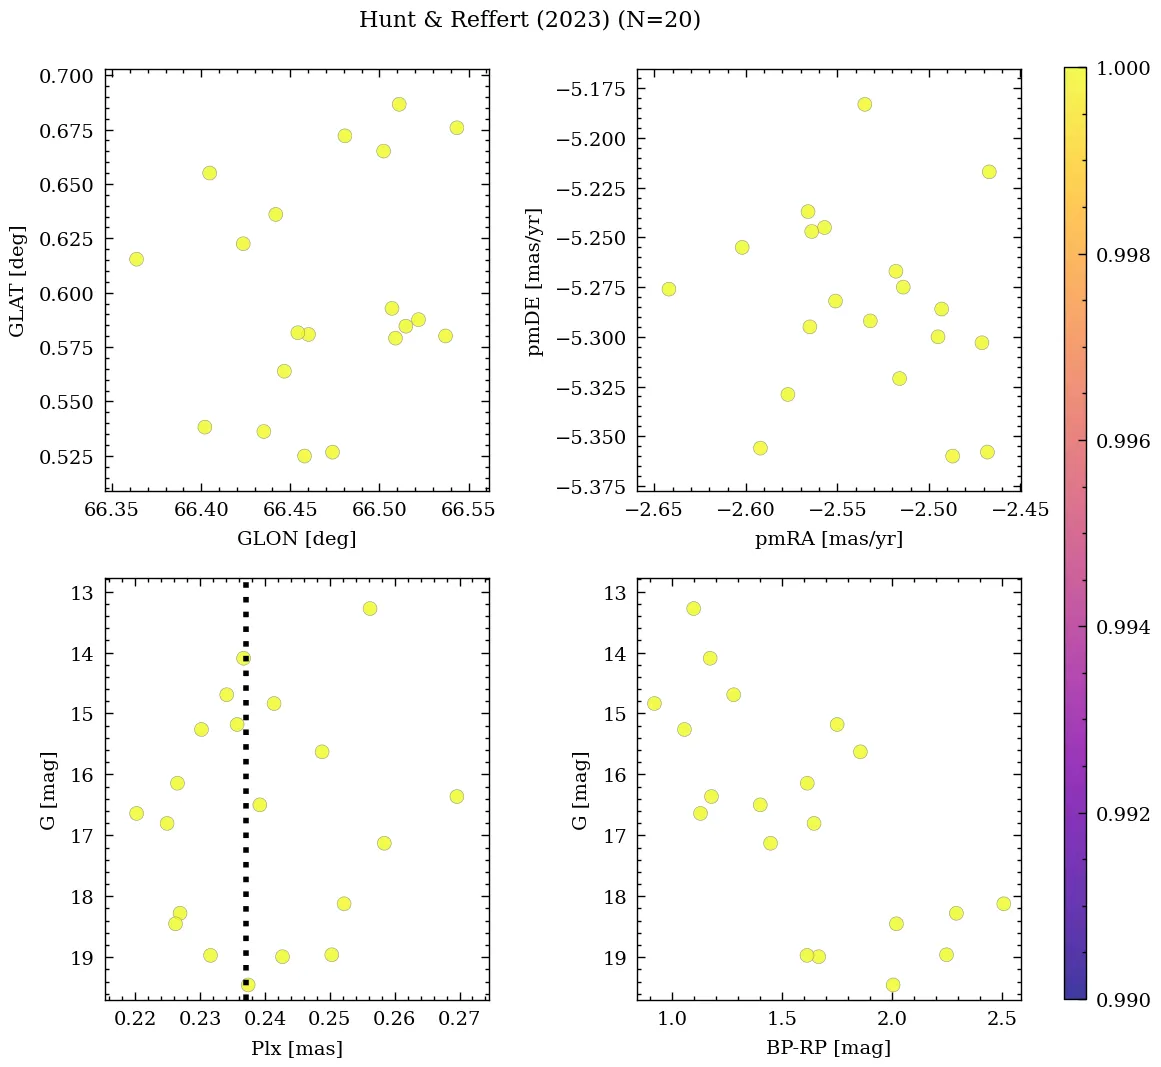 Hunt & Reffert (2023) (N=20)
0.700
0.675
0.650
0.625
0.600
0.575
0.550
0.525
GLAT [deg]
66.35 66.40 66.45 66.50 66.55
GLON [deg]
−5.175
−5.200
−5.225
−5.250
−5.275
−5.300
−5.325
−5.350
−5.375
pmDE [mas/yr]
−2.65 −2.60 −2.55 −2.50 −2.45
pmRA [mas/yr]
13
14
15
16
17
18
19
G [mag]
0.22 0.23 0.24 0.25 0.26 0.27
Plx [mas]
13
14
15
16
17
18
19
G [mag]
1.0 1.5 2.0 2.5
BP-RP [mag]
1.000
0.998
0.996
0.994
0.992
0.990